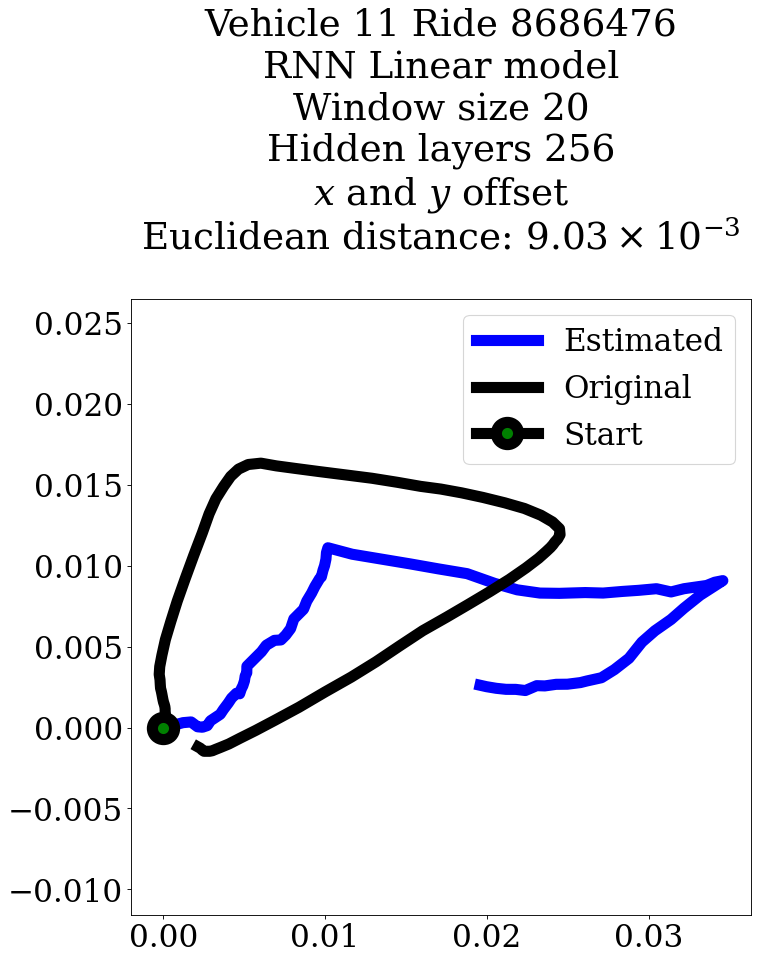 Vehicle 11 Ride 8686476
RNN Linear model
Window size 20
Hidden layers 256
x and y offset
Euclidean distance: 9.03 × 10⁻³
Estimated
Original
Start
0.025
0.020
0.015
0.010
0.005
0.000
−0.005
−0.010
0.00 0.01 0.02 0.03